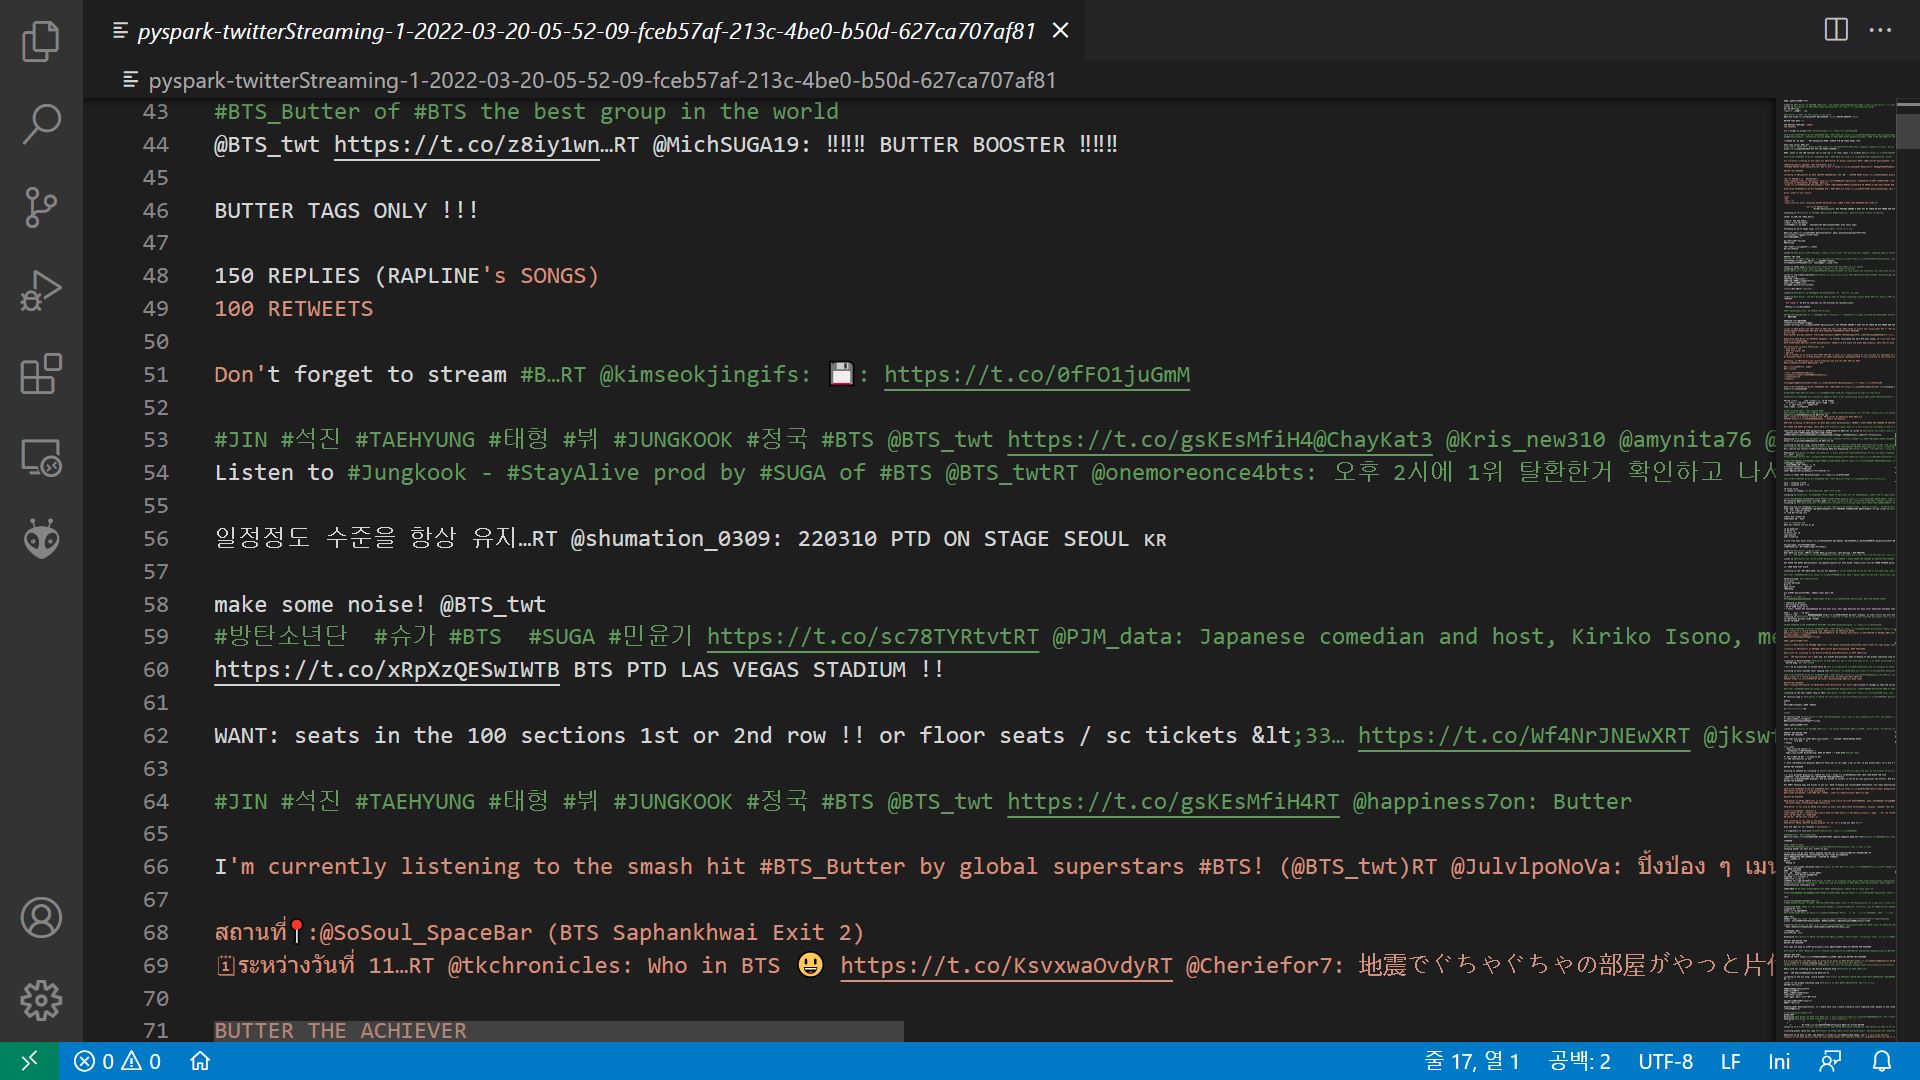 pyspark-twitterStreaming-1-2022-03-20-05-52-09-fceb57af-213c-4be0-b50d-627ca707af81
pyspark-twitterStreaming-1-2022-03-20-05-52-09-fceb57af-213c-4be0-b50d-627ca707af81
43 #BTS_Butter of #BTS the best group in the world
44 @BTS_twt https://t.co/z8iy1wn…RT @MichSUGA19: ‼‼‼ BUTTER BOOSTER ‼‼‼
45
46 BUTTER TAGS ONLY !!!
47
48 150 REPLIES (RAPLINE's SONGS)
49 100 RETWEETS
50
51 Don't forget to stream #B…RT @kimseokjingifs: 💾: https://t.co/0fFO1juGmM
52
53 #JIN #석진 #TAEHYUNG #태형 #뷔 #JUNGKOOK #정국 #BTS @BTS_twt https://t.co/gsKEsMfiH4@ChayKat3 @Kris_new310 @amynita76 @
54 Listen to #Jungkook - #StayAlive prod by #SUGA of #BTS @BTS_twtRT @onemoreonce4bts: 오후 2시에 1위 탈환한거 확인하고 나서
55
56 일정정도 수준을 항상 유지…RT @shumation_0309: 220310 PTD ON STAGE SEOUL 🇰🇷
57
58 make some noise! @BTS_twt
59 #방탄소년단  #슈가 #BTS  #SUGA #민윤기 https://t.co/sc78TYRtvtRT @PJM_data: Japanese comedian and host, Kiriko Isono, me
60 https://t.co/xRpXzQESwIWTB BTS PTD LAS VEGAS STADIUM !!
61
62 WANT: seats in the 100 sections 1st or 2nd row !! or floor seats / sc tickets &lt;33… https://t.co/Wf4NrJNEwXRT @jksw
63
64 #JIN #석진 #TAEHYUNG #태형 #뷔 #JUNGKOOK #정국 #BTS @BTS_twt https://t.co/gsKEsMfiH4RT @happiness7on: Butter
65
66 I'm currently listening to the smash hit #BTS_Butter by global superstars #BTS! (@BTS_twt)RT @JulvlpoNoVa: ปิ้งป่อง ๆ เมน
67
68 สถานที่📍:@SoSoul_SpaceBar (BTS Saphankhwai Exit 2)
69 🗓ระหว่างวันที่ 11…RT @tkchronicles: Who in BTS 😃 https://t.co/KsvxwaOvdyRT @Cheriefor7: 地震でぐちゃぐちゃの部屋がやっと片付
70
71 BUTTER THE ACHIEVER
0 0 줄 17, 열 1 공백: 2 UTF-8 LF Ini